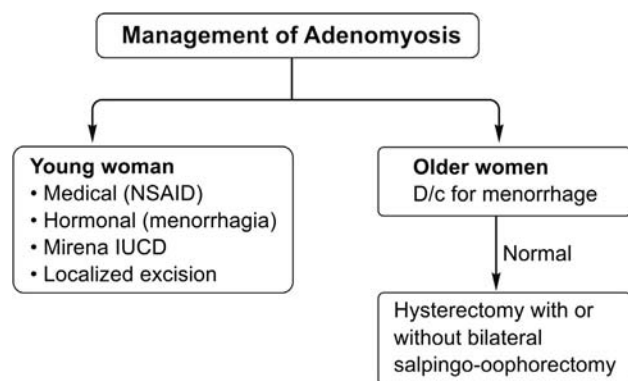 Management of Adenomyosis
Young woman
• Medical (NSAID)
• Hormonal (menorrhagia)
• Mirena IUCD
• Localized excision
Older women
D/c for menorrhage
Normal
Hysterectomy with or
without bilateral
salpingo-oophorectomy